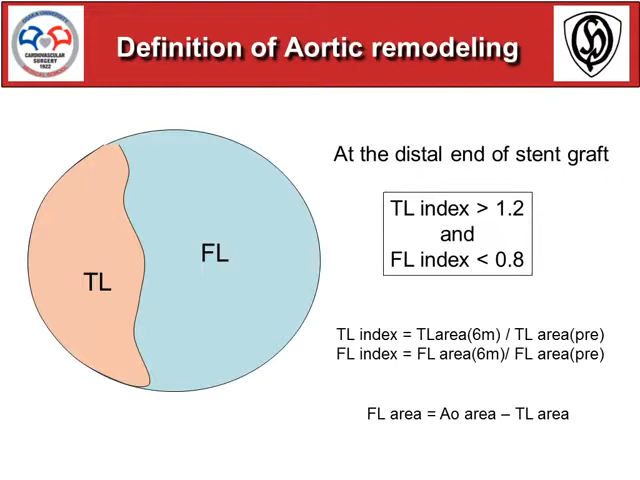 Definition of Aortic remodeling
CARDIOVASCULAR
SURGERY
1922
At the distal end of stent graft
TL index > 1.2
and
FL index < 0.8
FL
TL
TL index = TLarea(6m) / TL area(pre)
FL index = FL area(6m)/ FL area(pre)
FL area = Ao area – TL area